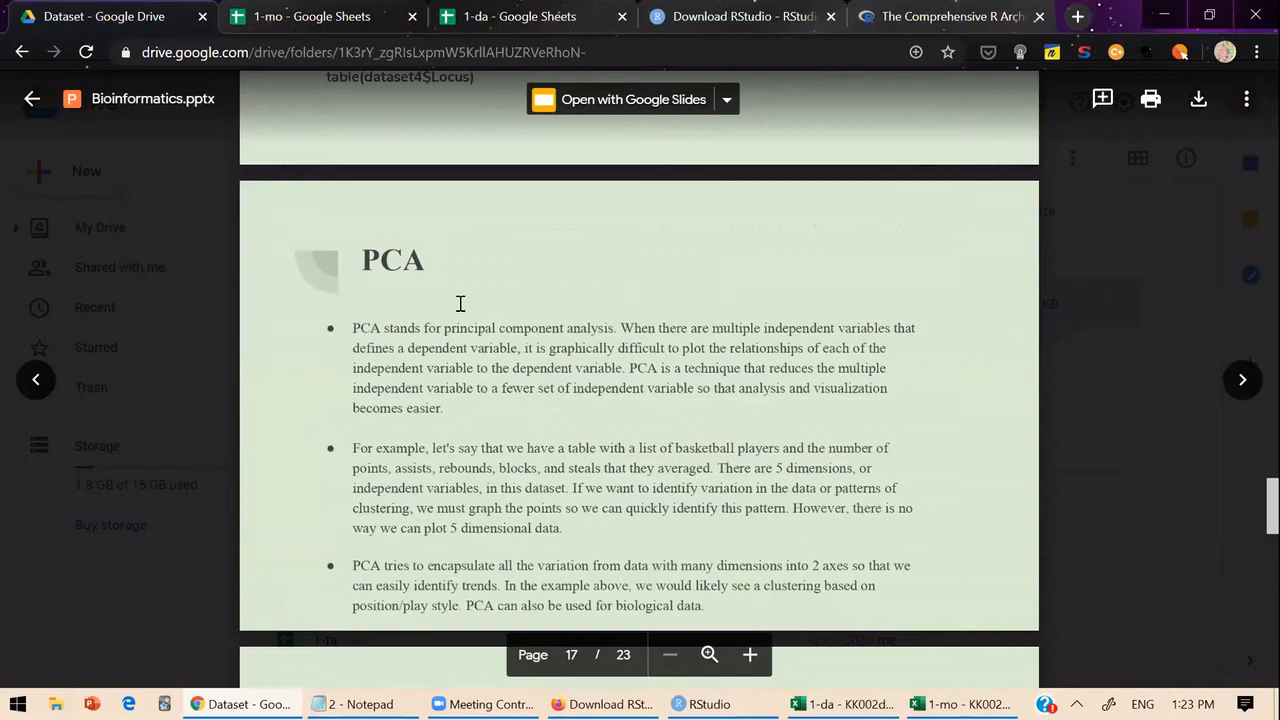 Dataset - Google Drive
1-mo - Google Sheets
1-da - Google Sheets
Download RStudio - RStudi
The Comprehensive R Arch
drive.google.com/drive/folders/1K3rY_zgRIsLxpmW5KrllAHUZRVeRhoN-
table(dataset4$Locus)
Bioinformatics.pptx
Open with Google Slides
New
My Drive
Shared with me
Recent
Starred
Trash
Storage
1.8 GB of 15 GB used
Buy storage
KB
PCA
PCA stands for principal component analysis. When there are multiple independent variables that
defines a dependent variable, it is graphically difficult to plot the relationships of each of the
independent variable to the dependent variable. PCA is a technique that reduces the multiple
independent variable to a fewer set of independent variable so that analysis and visualization
becomes easier.
For example, let's say that we have a table with a list of basketball players and the number of
points, assists, rebounds, blocks, and steals that they averaged. There are 5 dimensions, or
independent variables, in this dataset. If we want to identify variation in the data or patterns of
clustering, we must graph the points so we can quickly identify this pattern. However, there is no
way we can plot 5 dimensional data.
PCA tries to encapsulate all the variation from data with many dimensions into 2 axes so that we
can easily identify trends. In the example above, we would likely see a clustering based on
position/play style. PCA can also be used for biological data.
Page 17 / 23
Dataset - Goo...
2 - Notepad
Meeting Contr...
Download RSt...
RStudio
1-da - KK002d...
1-mo - KK002...
ENG
1:23 PM